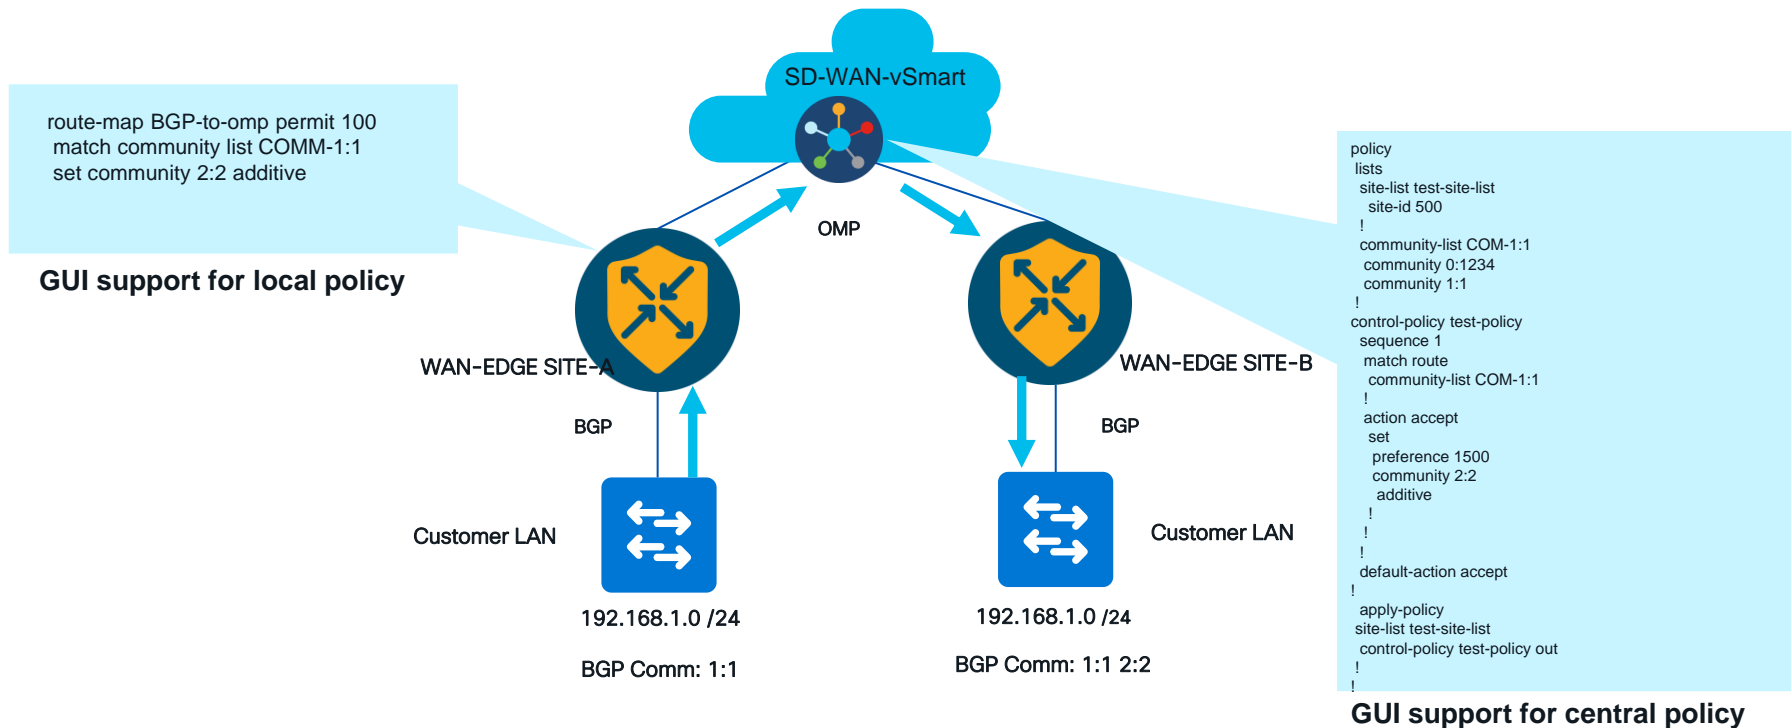 SD-WAN-vSmart
route-map BGP-to-omp permit 100
match community list COMM-1:1
set community 2:2 additive
GUI support for local policy
OMP
WAN-EDGE SITE-A
WAN-EDGE SITE-B
BGP
BGP
Customer LAN
Customer LAN
192.168.1.0 /24
192.168.1.0 /24
BGP Comm: 1:1
BGP Comm: 1:1 2:2
policy
lists
site-list test-site-list
site-id 500
!
community-list COM-1:1
community 0:1234
community 1:1
!
control-policy test-policy
sequence 1
match route
community-list COM-1:1
!
action accept
set
preference 1500
community 2:2
additive
!
!
!
default-action accept
!
apply-policy
site-list test-site-list
control-policy test-policy out
!
!
GUI support for central policy